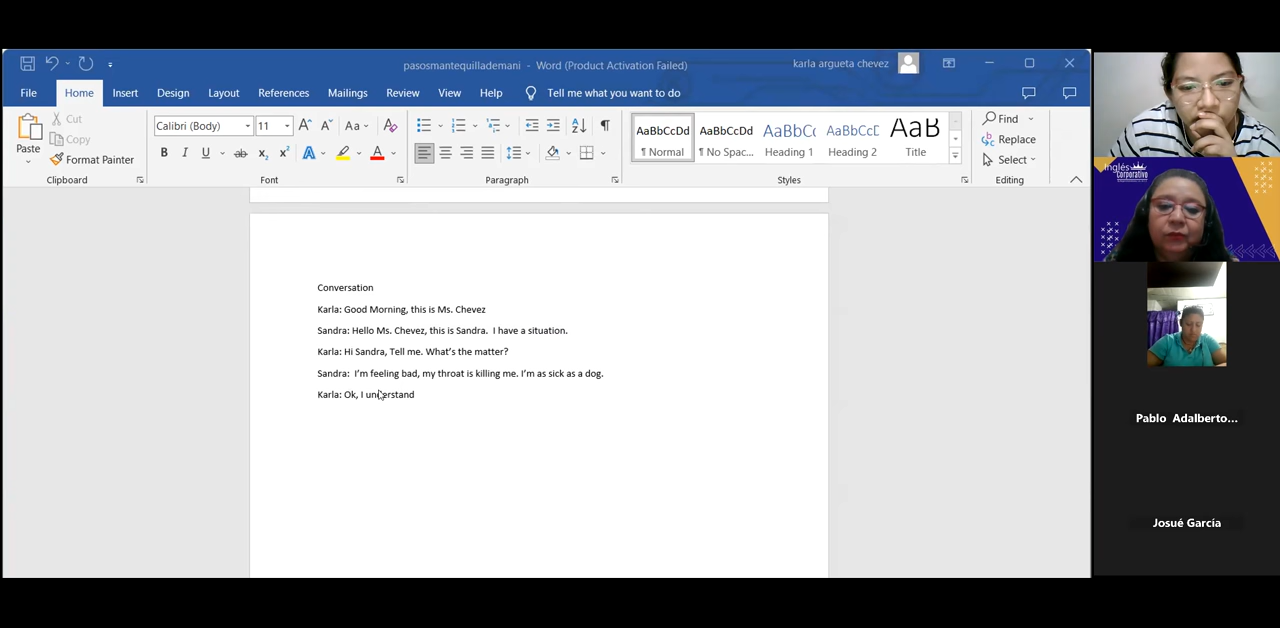 pasosmantequillademani - Word (Product Activation Failed)
karla argueta chevez
File Home Insert Design Layout References Mailings Review View Help Tell me what you want to do
Paste
Cut
Copy
Format Painter
Clipboard
Calibri (Body) 11
Font
Paragraph
AaBbCcDd
¶ Normal
AaBbCcDd
¶ No Spac...
AaBbCc
Heading 1
AaBbCcD
Heading 2
AaB
Title
Styles
Find
Replace
Select
Editing
Conversation
Karla: Good Morning, this is Ms. Chevez
Sandra: Hello Ms. Chevez, this is Sandra. I have a situation.
Karla: Hi Sandra, Tell me. What's the matter?
Sandra: I'm feeling bad, my throat is killing me. I'm as sick as a dog.
Karla: Ok, I understand
Inglés
Corporativo
Pablo Adalberto...
Josué García